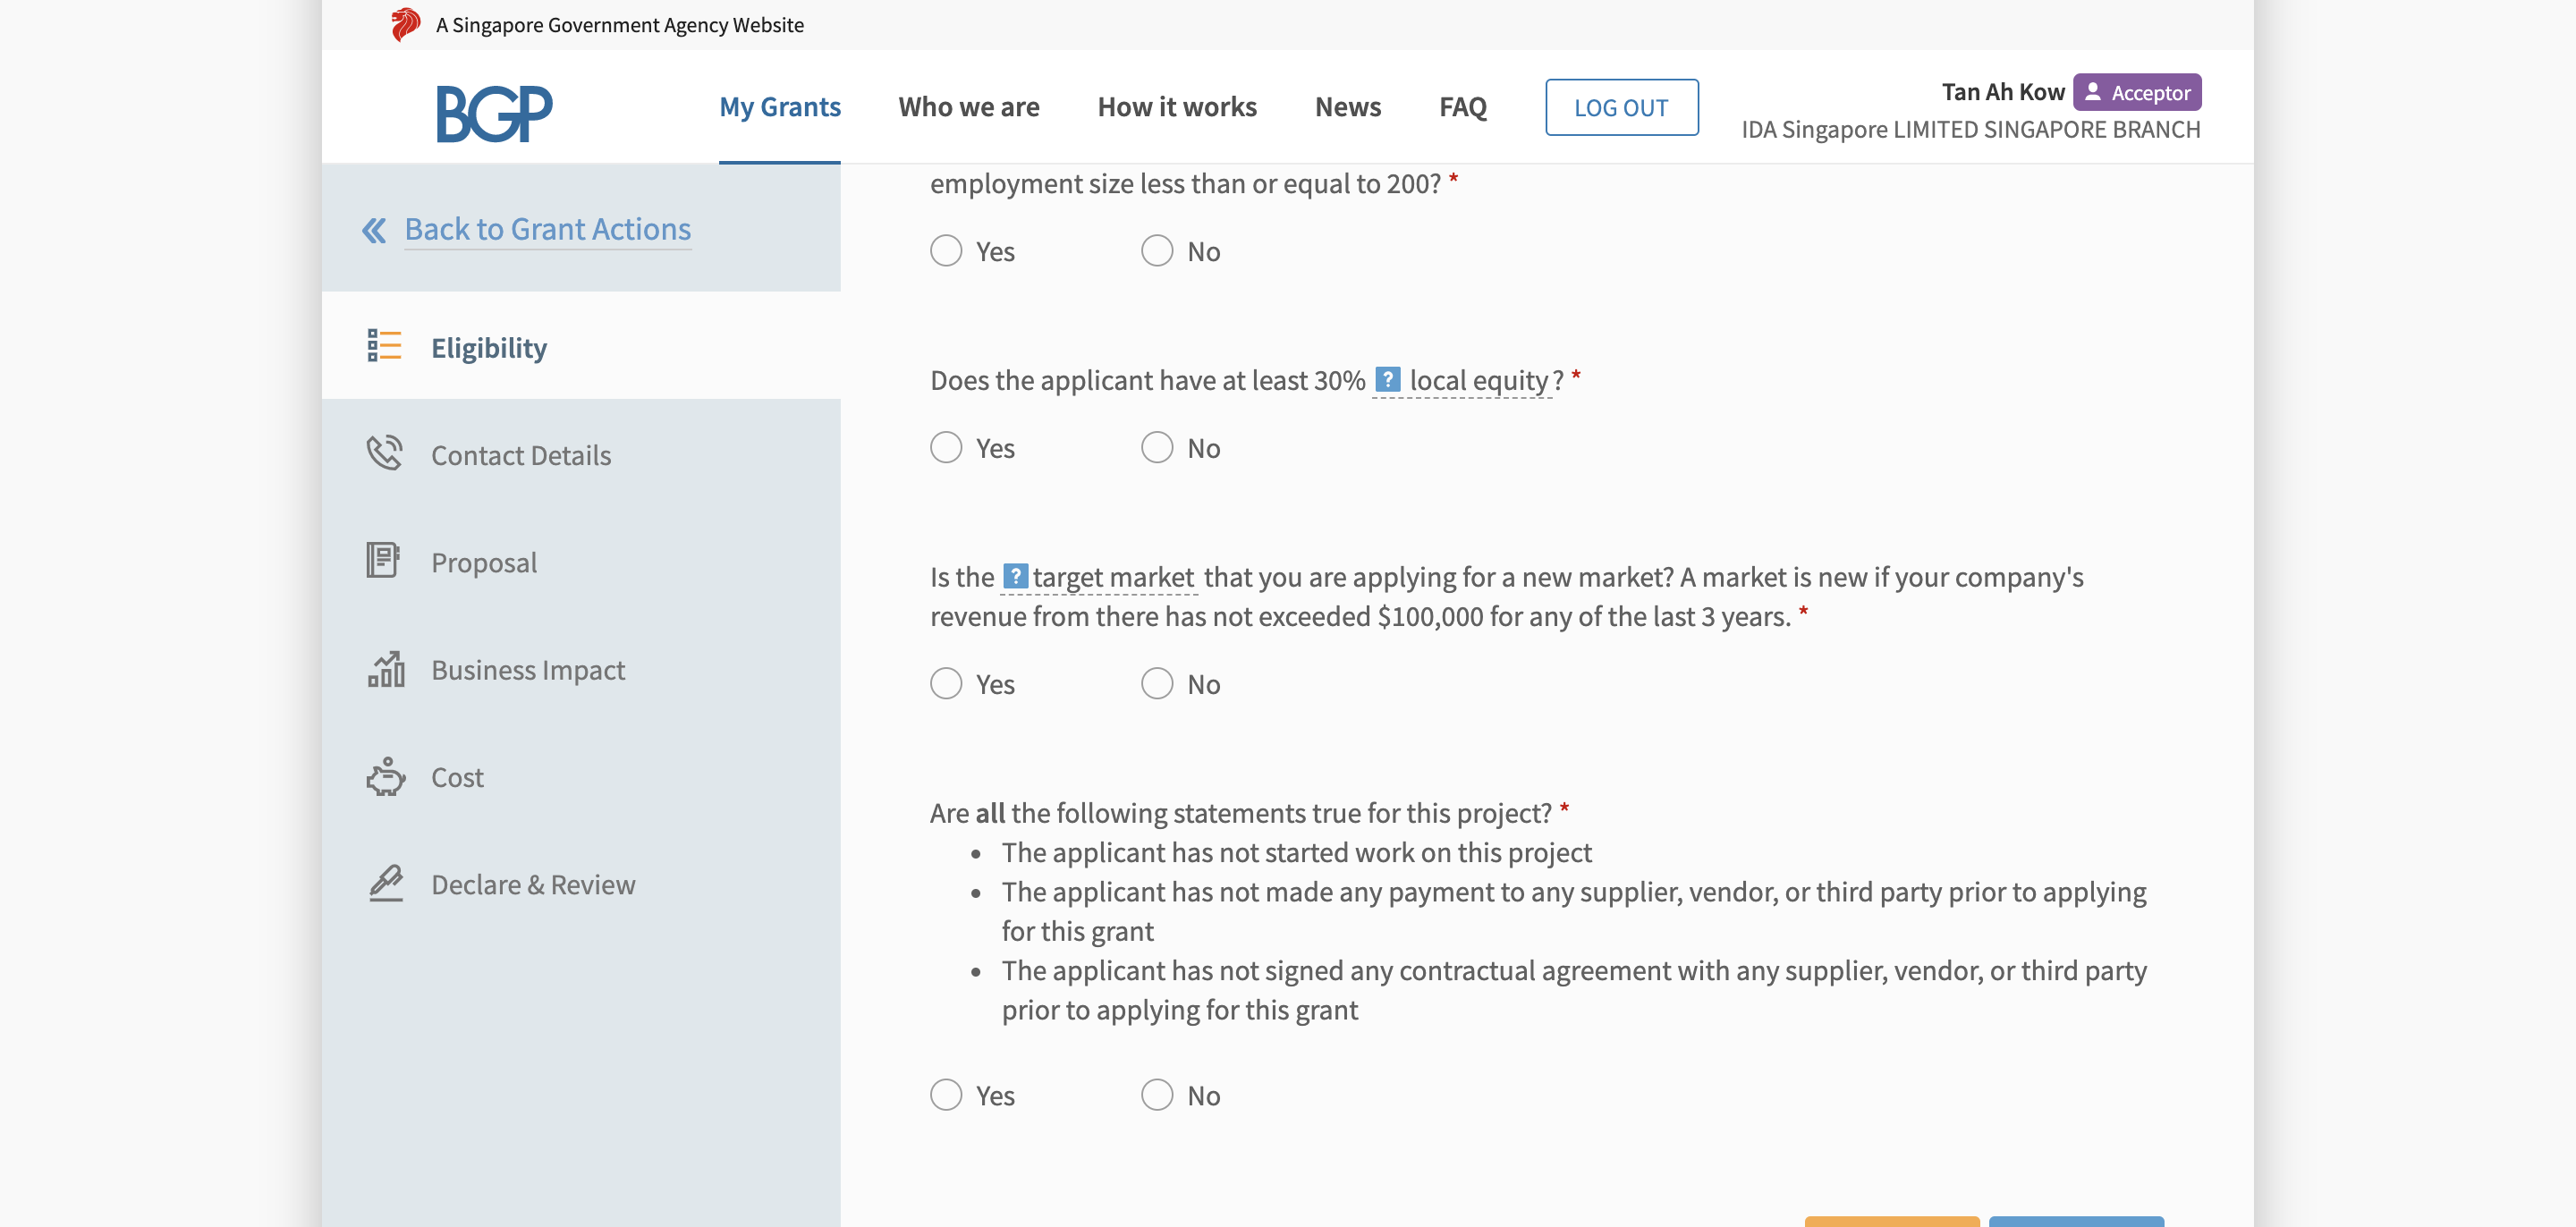 A Singapore Government Agency Website
BGP
My Grants
Who we are
How it works
News
FAQ
LOG OUT
Tan Ah Kow Acceptor
IDA Singapore LIMITED SINGAPORE BRANCH
Back to Grant Actions
Eligibility
Contact Details
Proposal
Business Impact
Cost
Declare & Review
employment size less than or equal to 200? *
Yes No
Does the applicant have at least 30% ? local equity? *
Yes No
Is the ? target market that you are applying for a new market? A market is new if your company's
revenue from there has not exceeded $100,000 for any of the last 3 years. *
Yes No
Are all the following statements true for this project? *
• The applicant has not started work on this project
• The applicant has not made any payment to any supplier, vendor, or third party prior to applying
for this grant
• The applicant has not signed any contractual agreement with any supplier, vendor, or third party
prior to applying for this grant
Yes No